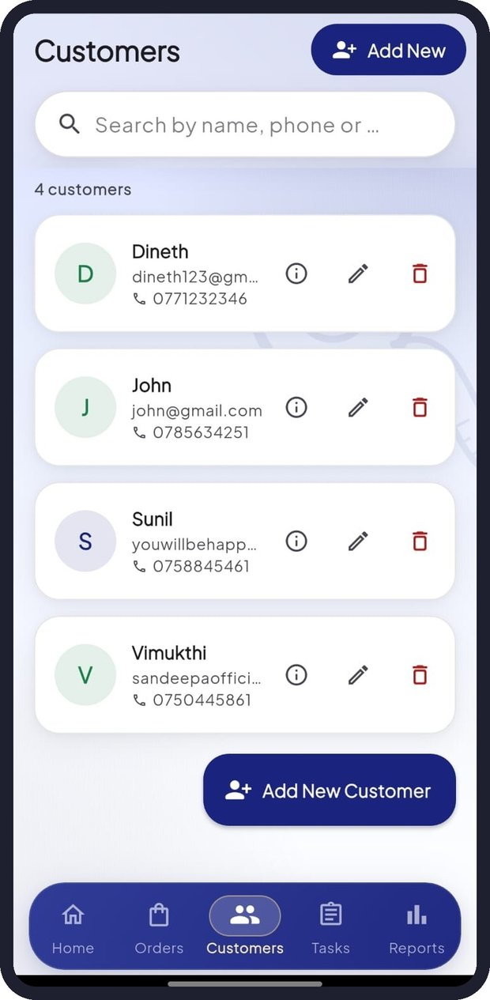 Customers
Add New
Search by name, phone or ...
4 customers
D
Dineth
dineth123@gm...
0771232346
J
John
john@gmail.com
0785634251
S
Sunil
youwillbehapp...
0758845461
V
Vimukthi
sandeepaoffici...
0750445861
Add New Customer
Home
Orders
Customers
Tasks
Reports